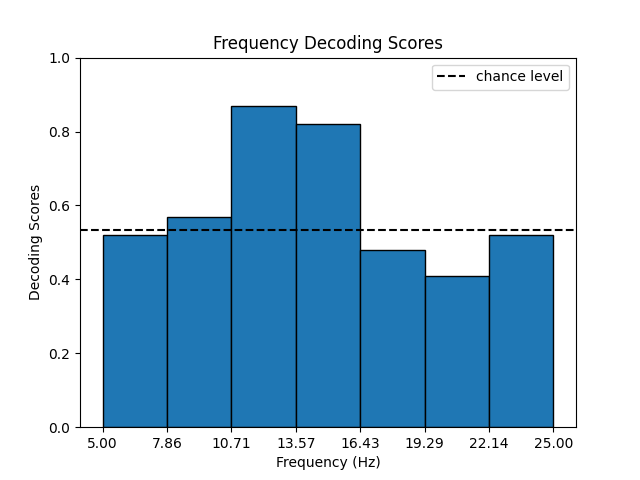 Frequency Decoding Scores
chance level
Decoding Scores
1.0
0.8
0.6
0.4
0.2
0.0
5.00 7.86 10.71 13.57 16.43 19.29 22.14 25.00
Frequency (Hz)